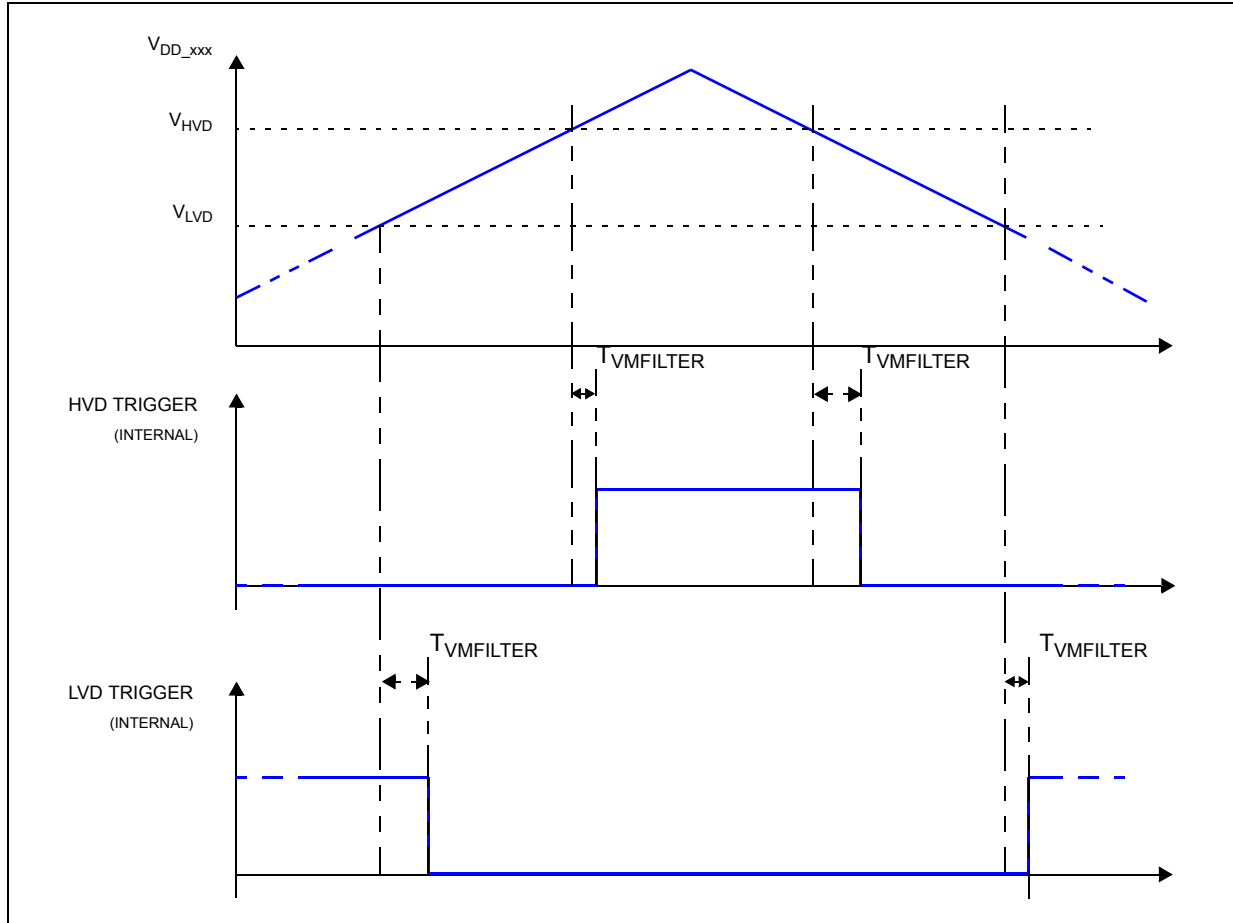 VDD_xxx
VHVD
VLVD
TVMFILTER
TVMFILTER
HVD TRIGGER
(INTERNAL)
TVMFILTER
TVMFILTER
LVD TRIGGER
(INTERNAL)